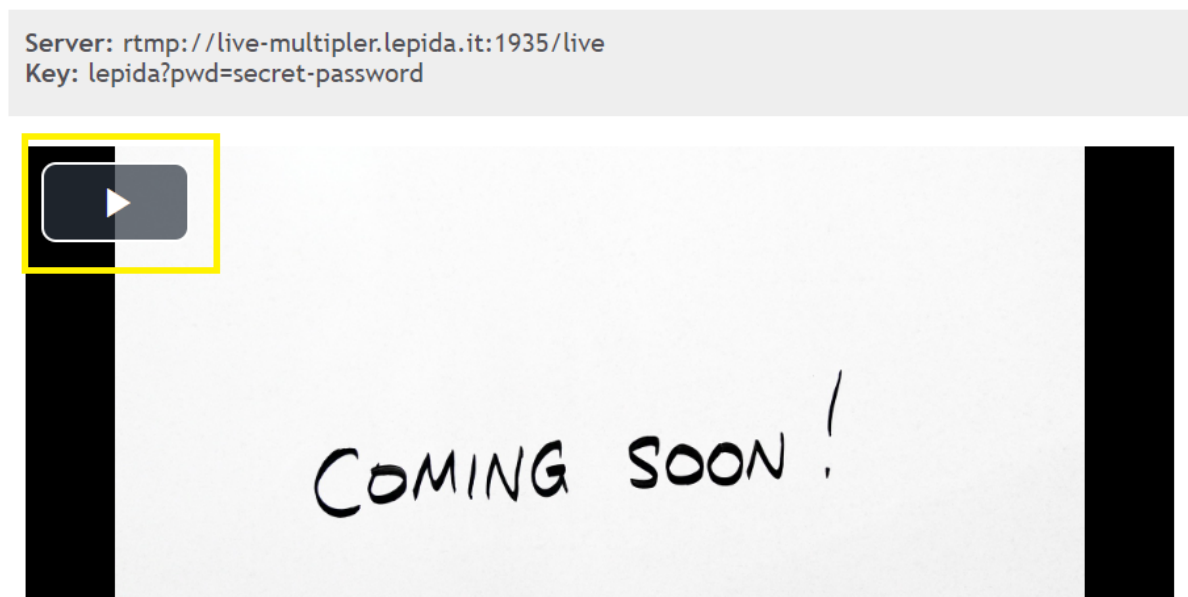 Server: rtmp://live-multipler.lepida.it:1935/live
Key: lepida?pwd=secret-password
COMING SOON!